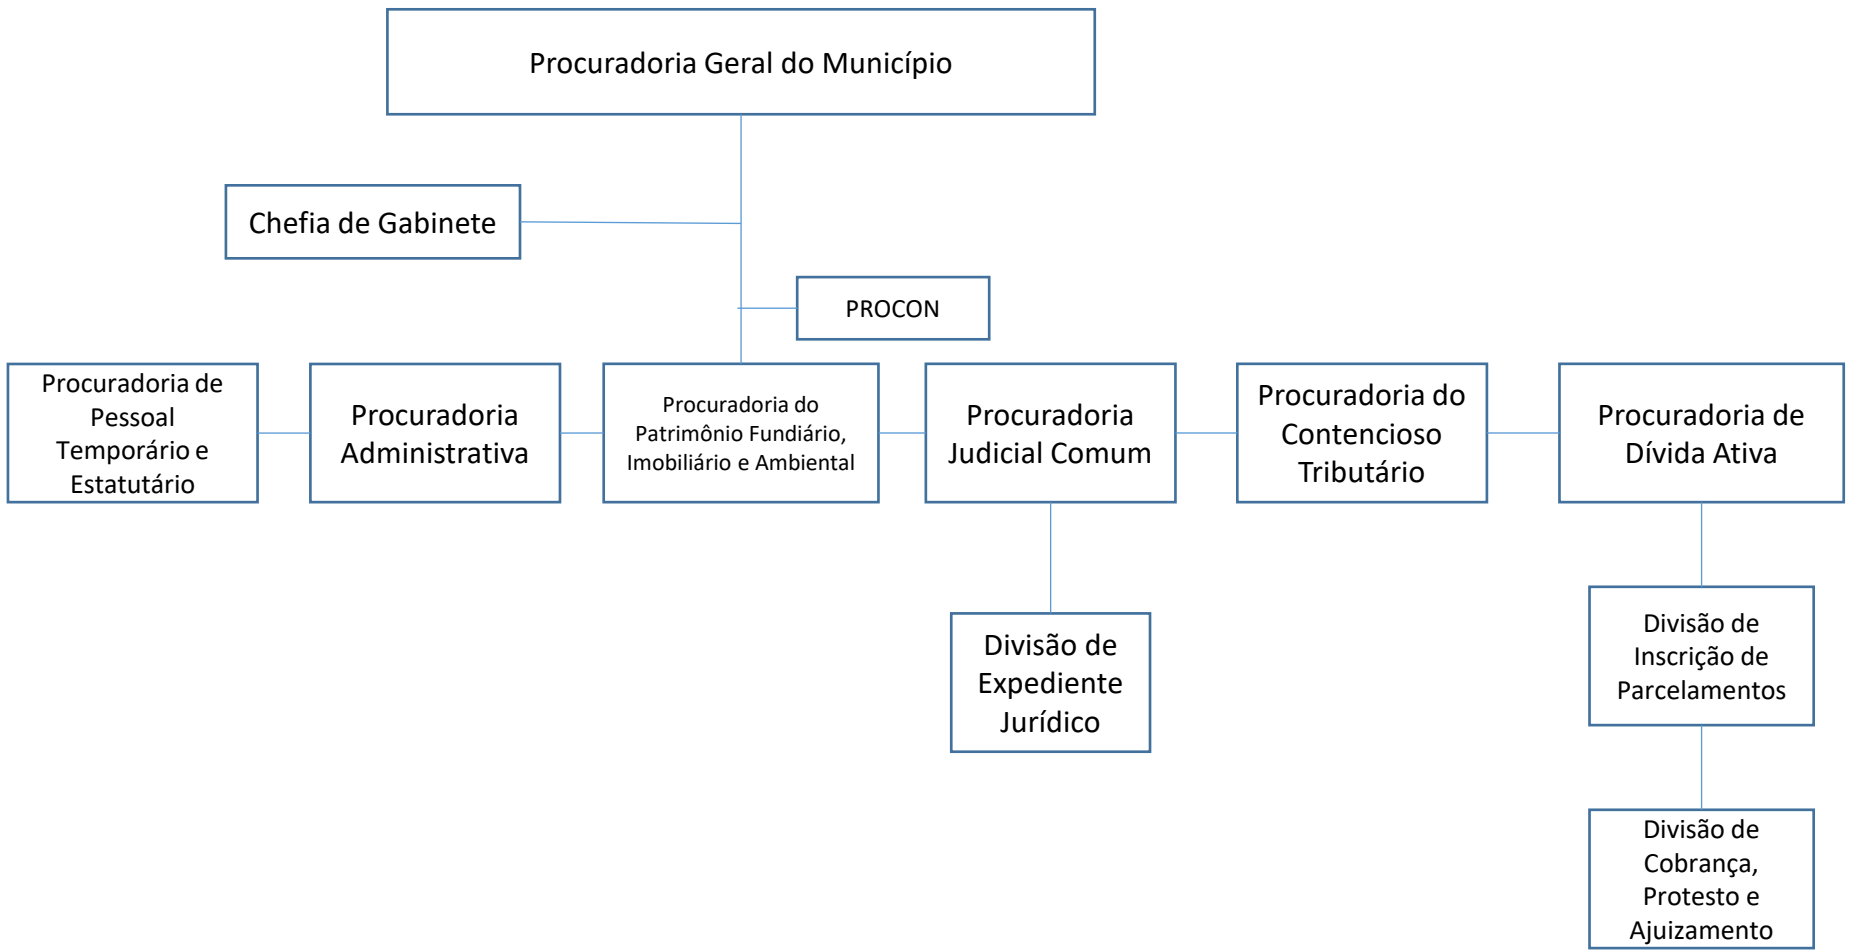 Procuradoria Geral do Município
Chefia de Gabinete
PROCON
Procuradoria de
Pessoal
Temporário e
Estatutário
Procuradoria
Administrativa
Procuradoria do
Patrimônio Fundiário,
Imobiliário e Ambiental
Procuradoria
Judicial Comum
Procuradoria do
Contencioso
Tributário
Procuradoria de
Dívida Ativa
Divisão de
Expediente
Jurídico
Divisão de
Inscrição de
Parcelamentos
Divisão de
Cobrança,
Protesto e
Ajuizamento